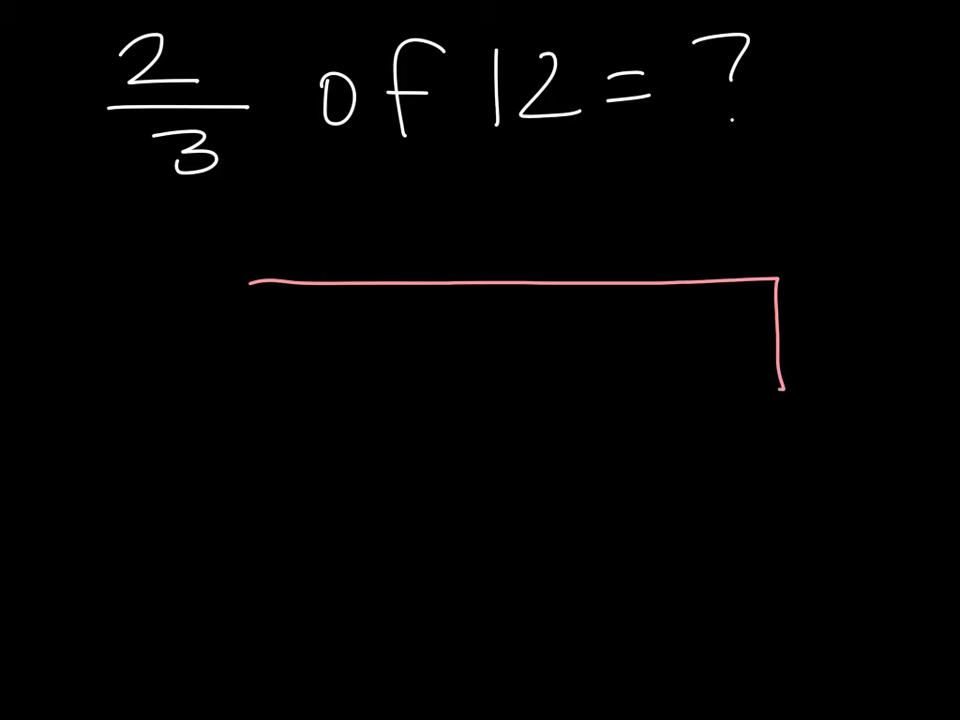 2/3 of 12 = ?